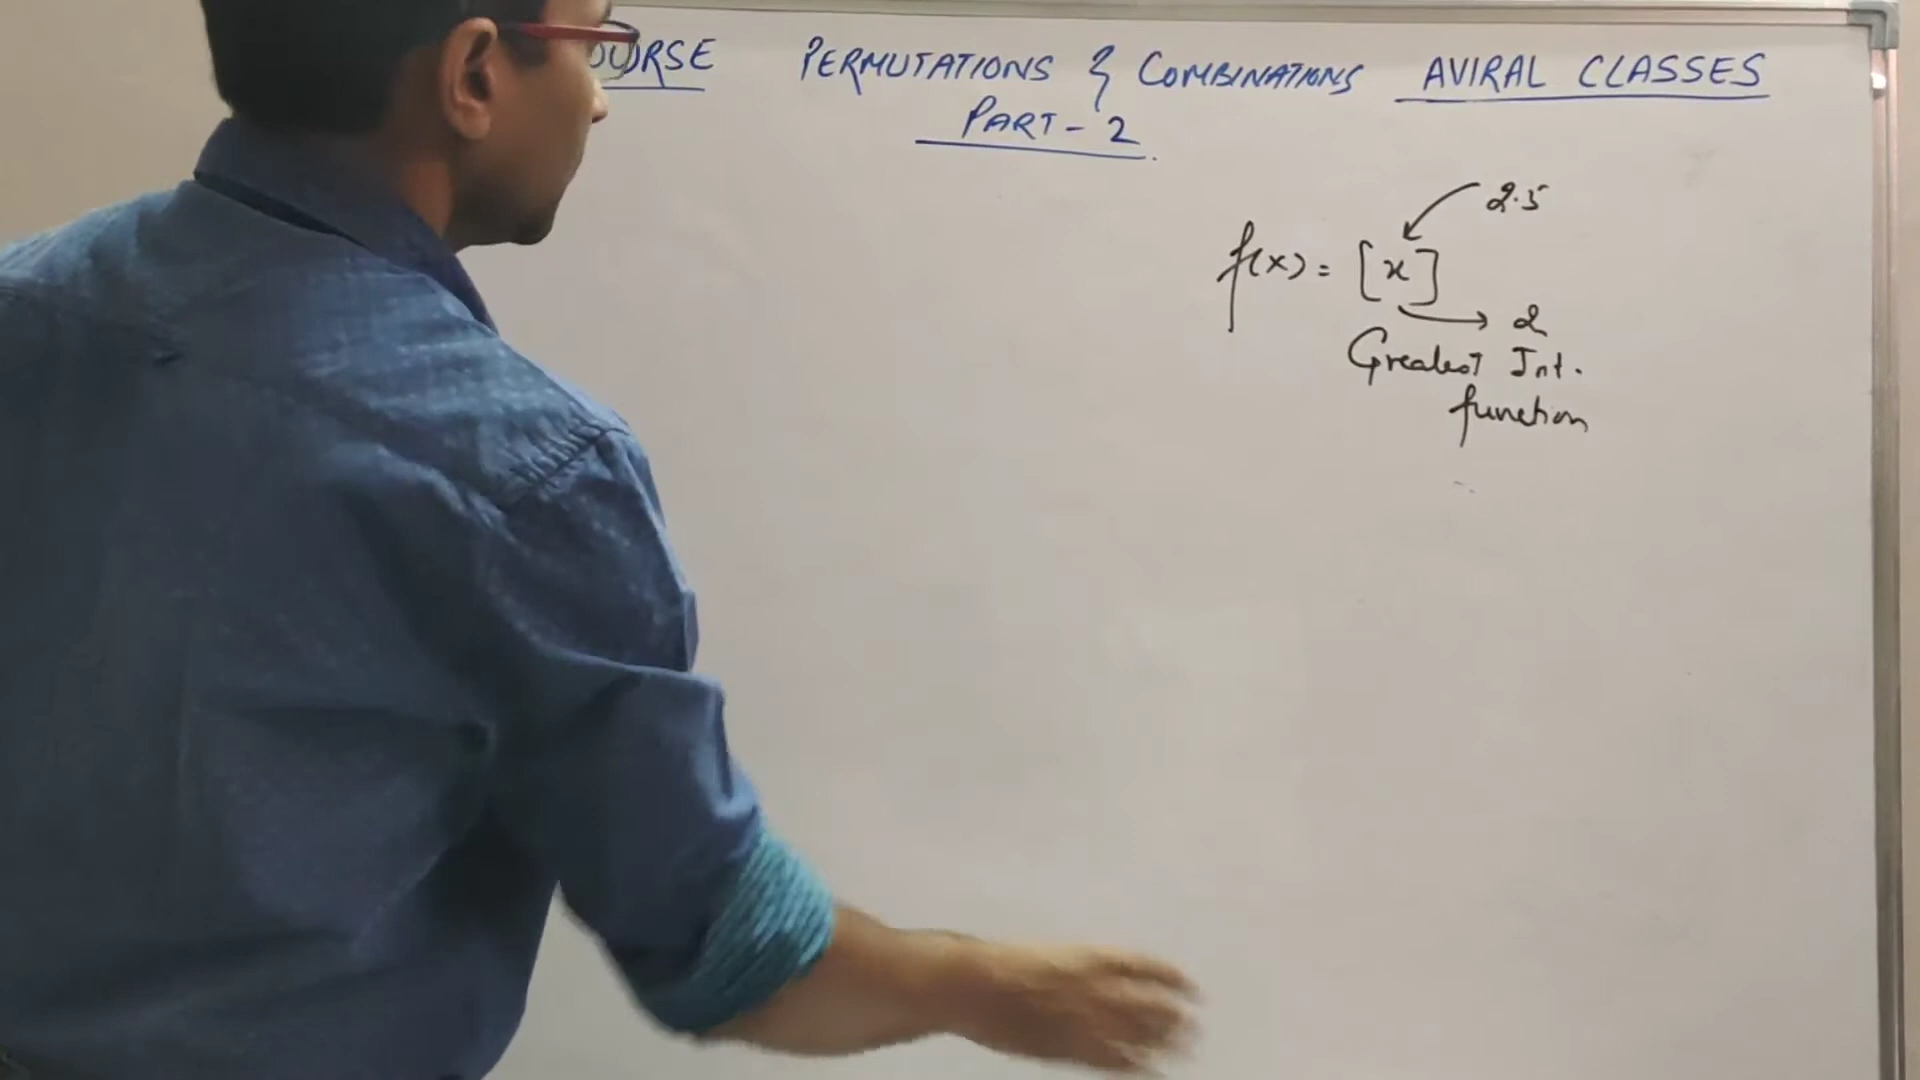 OURSE PERMUTATIONS & COMBINATIONS AVIRAL CLASSES
PART - 2
2.5
f(x) = [x]
2
Greatest Int.
function